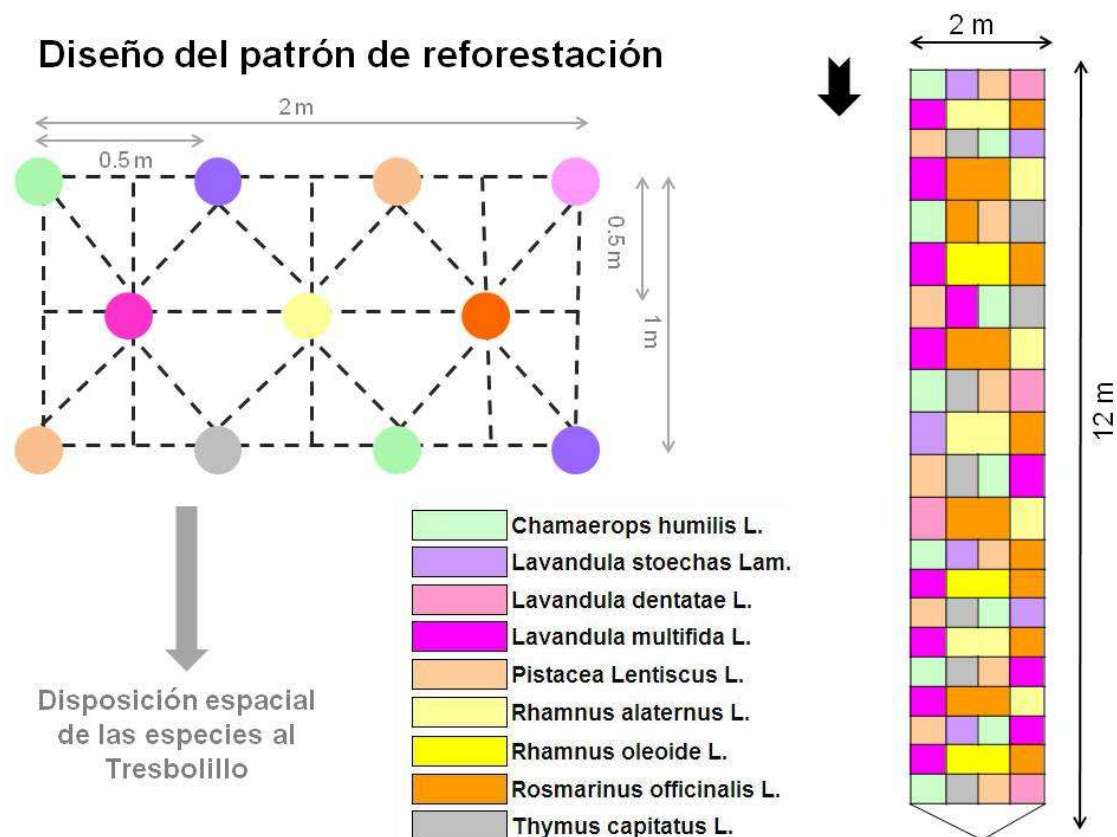 Diseño del patrón de reforestación
2 m
0.5 m
0.5 m
1 m
2 m
12 m
Chamaerops humilis L.
Lavandula stoechas Lam.
Lavandula dentatae L.
Lavandula multifida L.
Pistacea Lentiscus L.
Rhamnus alaternus L.
Rhamnus oleoide L.
Rosmarinus officinalis L.
Thymus capitatus L.
Disposición espacial
de las especies al
Tresbolillo